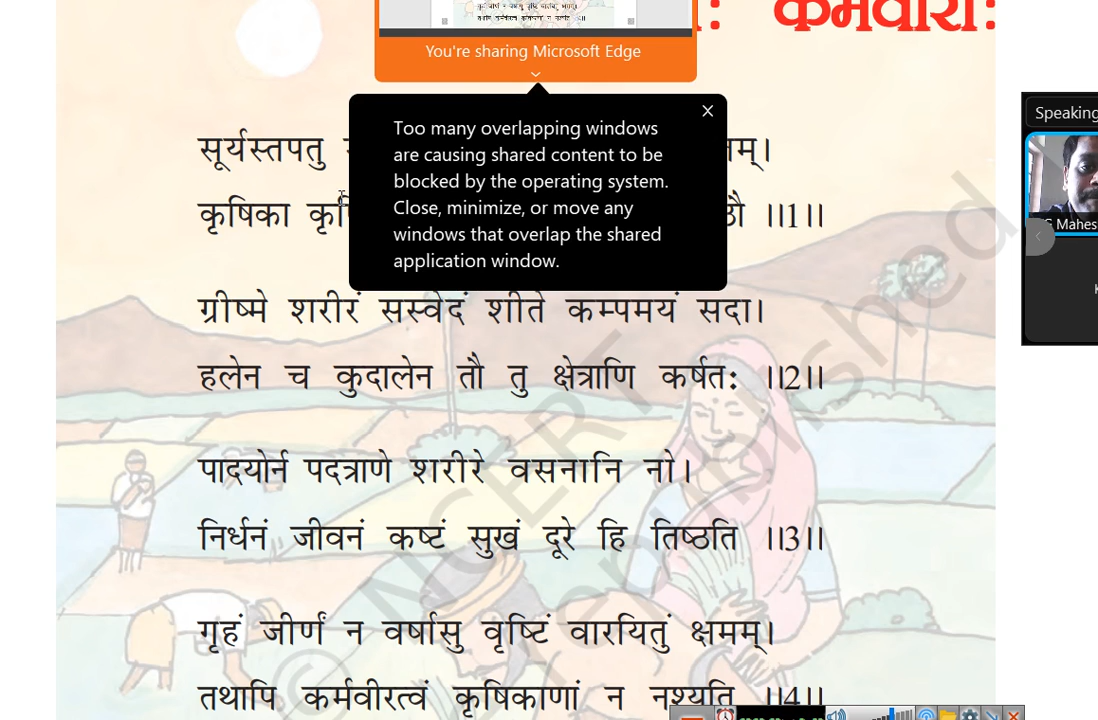 कर्मवीराः
You're sharing Microsoft Edge
Too many overlapping windows
are causing shared content to be
blocked by the operating system.
Close, minimize, or move any
windows that overlap the shared
application window.
Speaking
सूर्यस्तपतु
कृषिका
।।1।।
ग्रीष्मे शरीरं सस्वेदं शीते कम्पमयं सदा।
हलेन च कुदालेन तौ तु क्षेत्राणि कर्षतः ।।2।।
पादयोर्न पदत्राणे शरीरे वसनानि नो।
निर्धनं जीवनं कष्टं सुखं दूरे हि तिष्ठति ।।3।।
गृहं जीर्णं न वर्षासु वृष्टिं वारयितुं क्षमम्।
तथापि कर्मवीरत्वं कृषिकाणां न नश्यति ।।4।।
© NCERT
republished